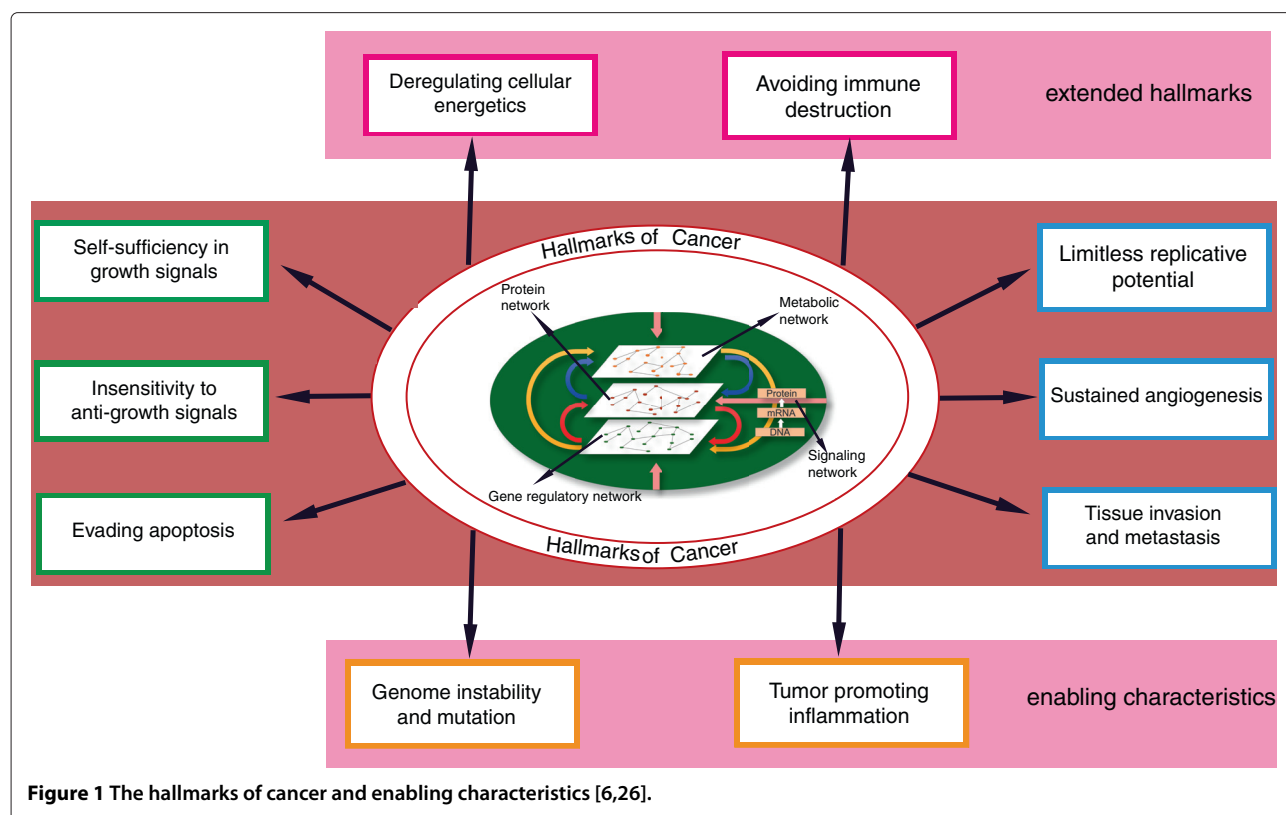 Deregulating cellular
energetics
Avoiding immune
destruction
extended hallmarks
Self-sufficiency in
growth signals
Insensitivity to
anti-growth signals
Evading apoptosis
Hallmarks of Cancer
Protein
network
Metabolic
network
Protein
mRNA
DNA
Signaling
network
Gene regulatory network
Hallmarks of Cancer
Limitless replicative
potential
Sustained angiogenesis
Tissue invasion
and metastasis
Genome instability
and mutation
Tumor promoting
inflammation
enabling characteristics
Figure 1 The hallmarks of cancer and enabling characteristics [6,26].